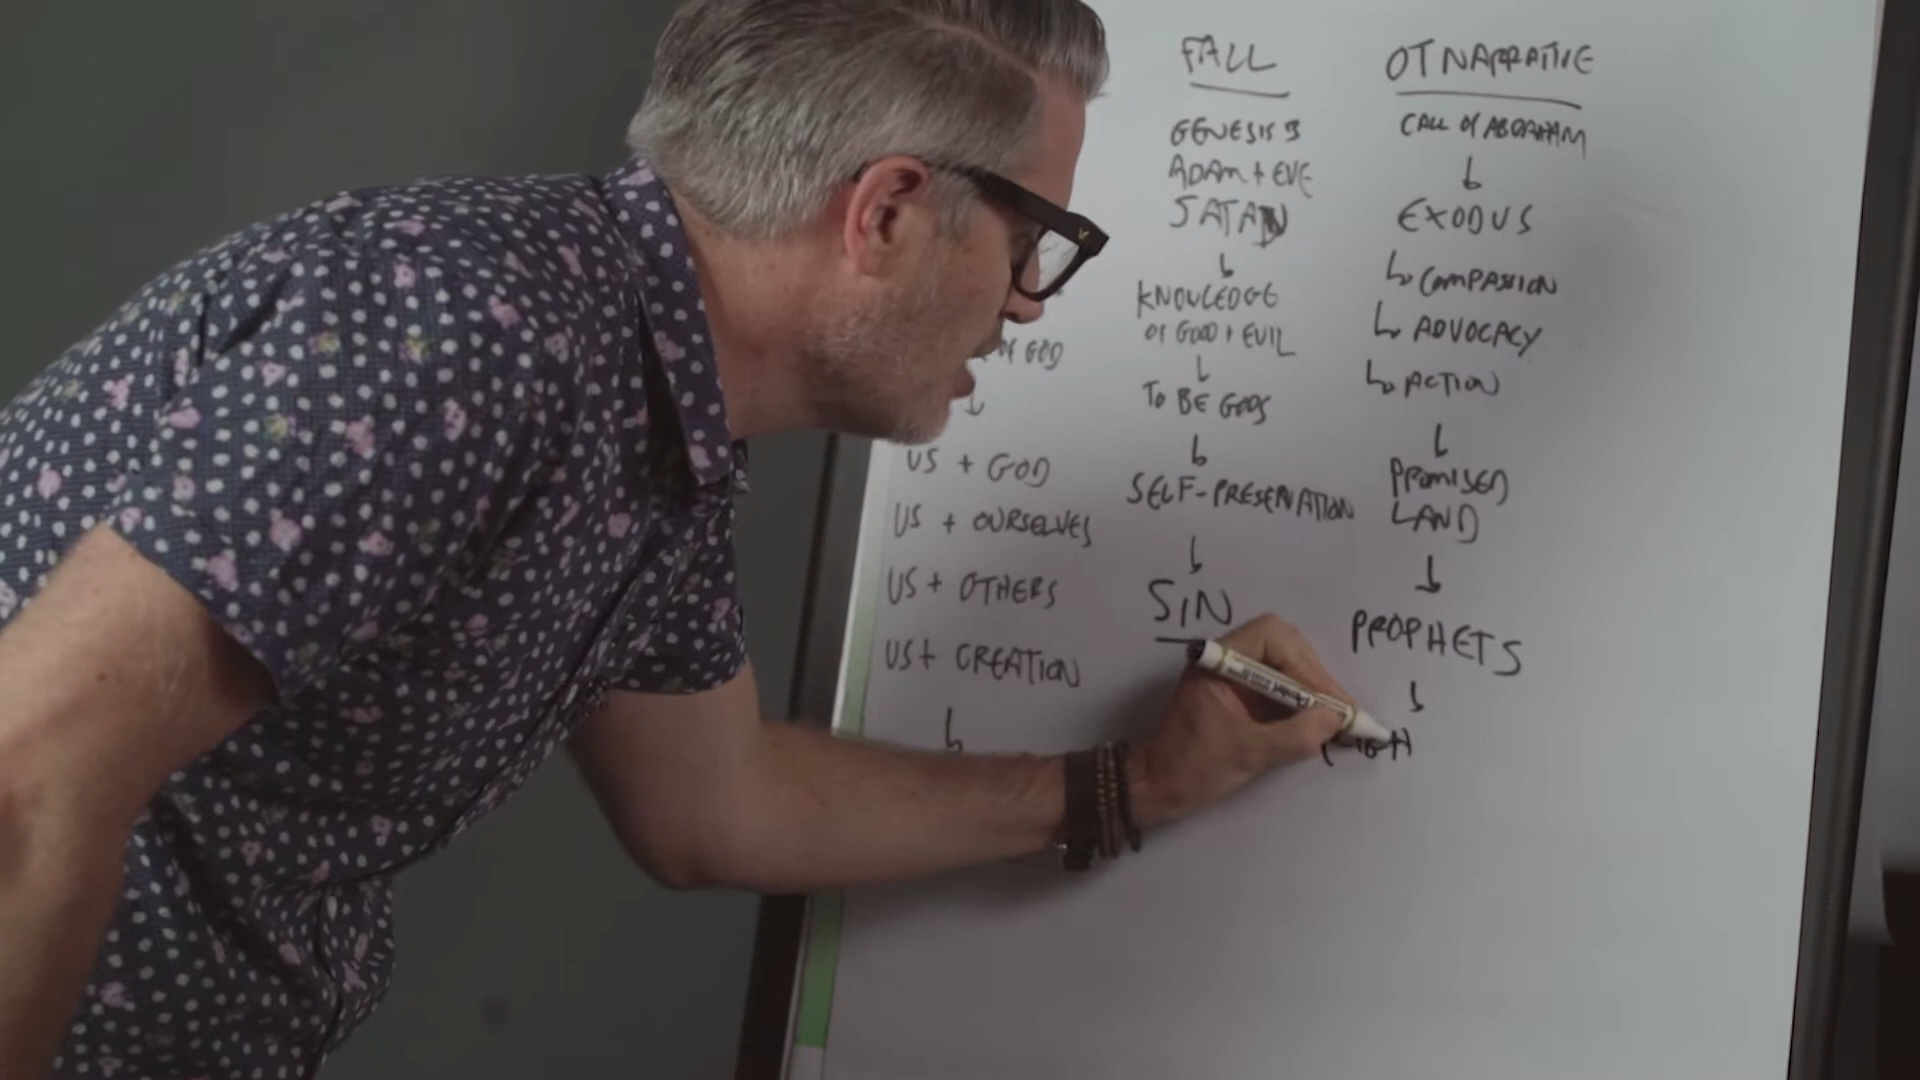 OF GOD
US + GOD
US + OURSELVES
US + OTHERS
US + CREATION
FALL
GENESIS 3
ADAM + EVE
SATAN
KNOWLEDGE
OF GOOD + EVIL
TO BE GODS
SELF-PRESERVATION
SIN
OT NARRATIVE
CALL OF ABRAHAM
EXODUS
COMPASSION
ADVOCACY
ACTION
PROMISED
LAND
PROPHETS